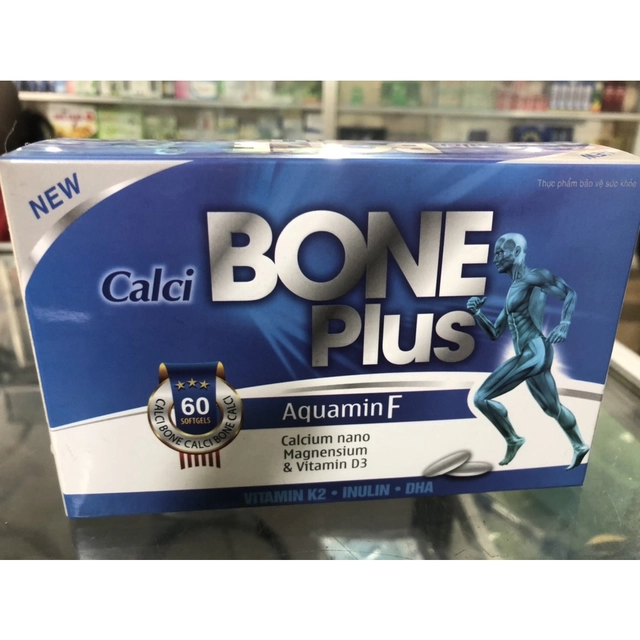 NEW
Thực phẩm bảo vệ sức khỏe
Calci BONE
Plus
60
SOFTGELS
CALCI BONE CALCI BONE CALCI
Aquamin F
Calcium nano
Magnensium
& Vitamin D3
VITAMIN K2 • INULIN • DHA